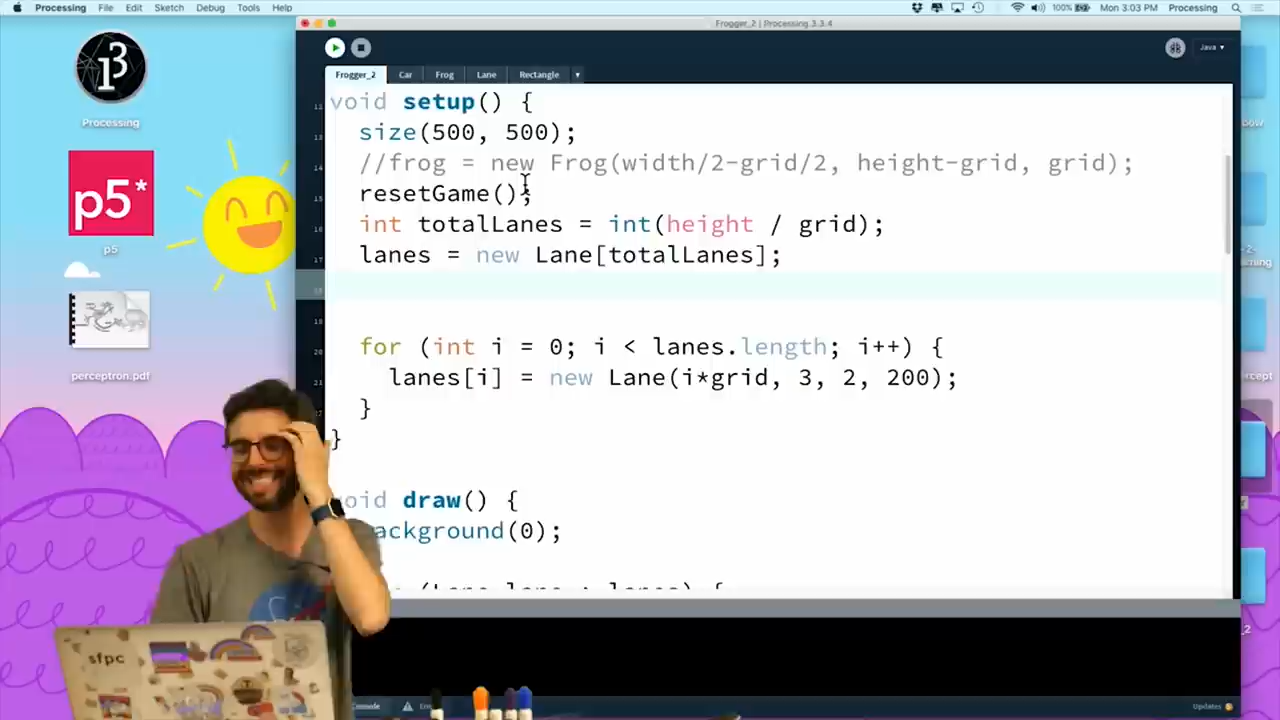 Processing File Edit Sketch Debug Tools Help
100% Mon 3:03 PM Processing
Frogger_2 | Processing 3.3.4
Java
Frogger_2 Car Frog Lane Rectangle
void setup() {
size(500, 500);
//frog = new Frog(width/2-grid/2, height-grid, grid);
resetGame();
int totalLanes = int(height / grid);
lanes = new Lane[totalLanes];
for (int i = 0; i < lanes.length; i++) {
lanes[i] = new Lane(i*grid, 3, 2, 200);
}
}
void draw() {
background(0);
Processing
p5*
p5
perceptron.pdf
sfpc
Updates